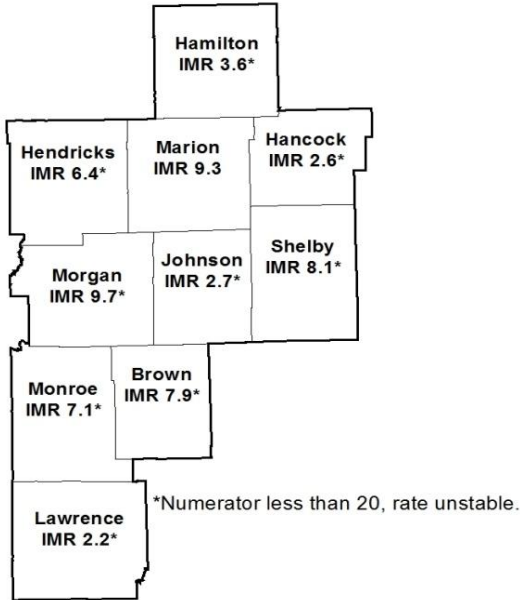 Hamilton
IMR 3.6*
Hendricks
IMR 6.4*
Marion
IMR 9.3
Hancock
IMR 2.6*
Morgan
IMR 9.7*
Johnson
IMR 2.7*
Shelby
IMR 8.1*
Monroe
IMR 7.1*
Brown
IMR 7.9*
Lawrence
IMR 2.2*
*Numerator less than 20, rate unstable.